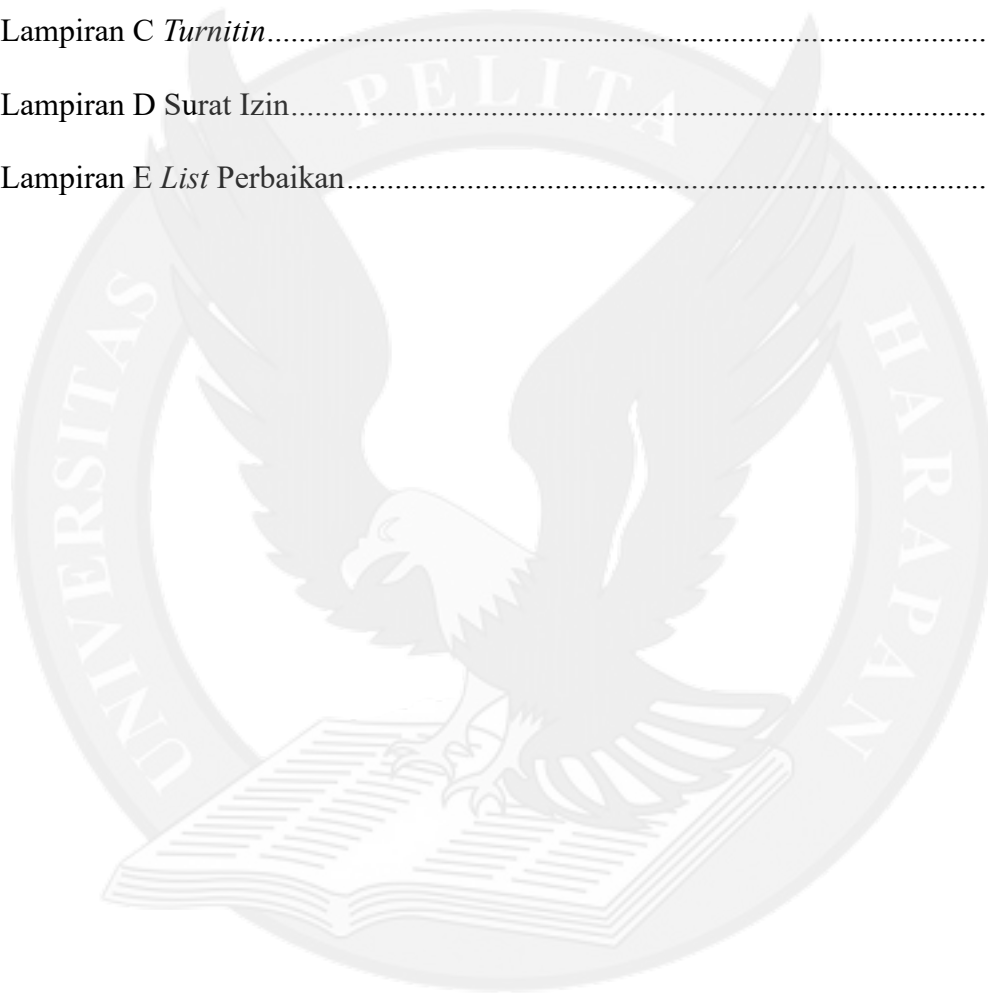 Lampiran C Turnitin..........................................................................................
Lampiran D Surat Izin.......................................................................................
Lampiran E List Perbaikan................................................................................
UNIVERSITAS PELITA HARAPAN